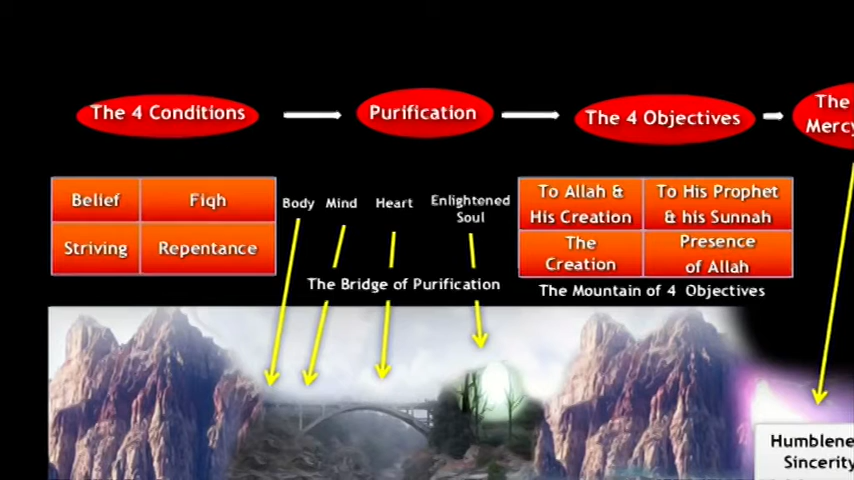 The 4 Conditions
Purification
The 4 Objectives
The
Mercy
Belief
Fiqh
Striving
Repentance
Body
Mind
Heart
Enlightened
Soul
To Allah &
His Creation
To His Prophet
& his Sunnah
The
Creation
Presence
of Allah
The Bridge of Purification
The Mountain of 4 Objectives
Humblene
Sincerity